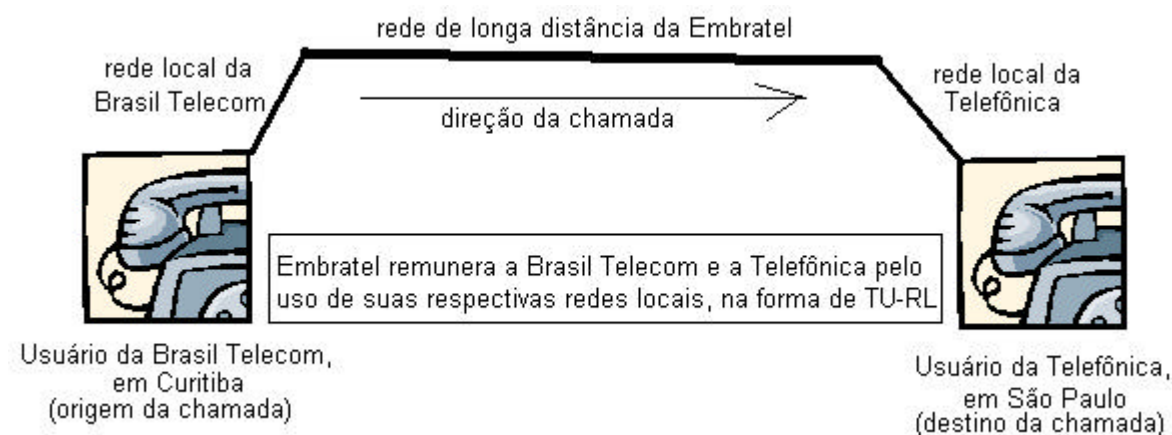 rede de longa distância da Embratel
rede local da
Brasil Telecom
direção da chamada
rede local da
Telefônica
Embratel remunera a Brasil Telecom e a Telefônica pelo
uso de suas respectivas redes locais, na forma de TU-RL
Usuário da Brasil Telecom,
em Curitiba
(origem da chamada)
Usuário da Telefônica,
em São Paulo
(destino da chamada)